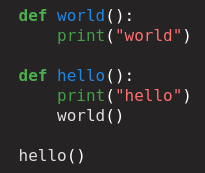 def world():
    print("world")

def hello():
    print("hello")
    world()

hello()